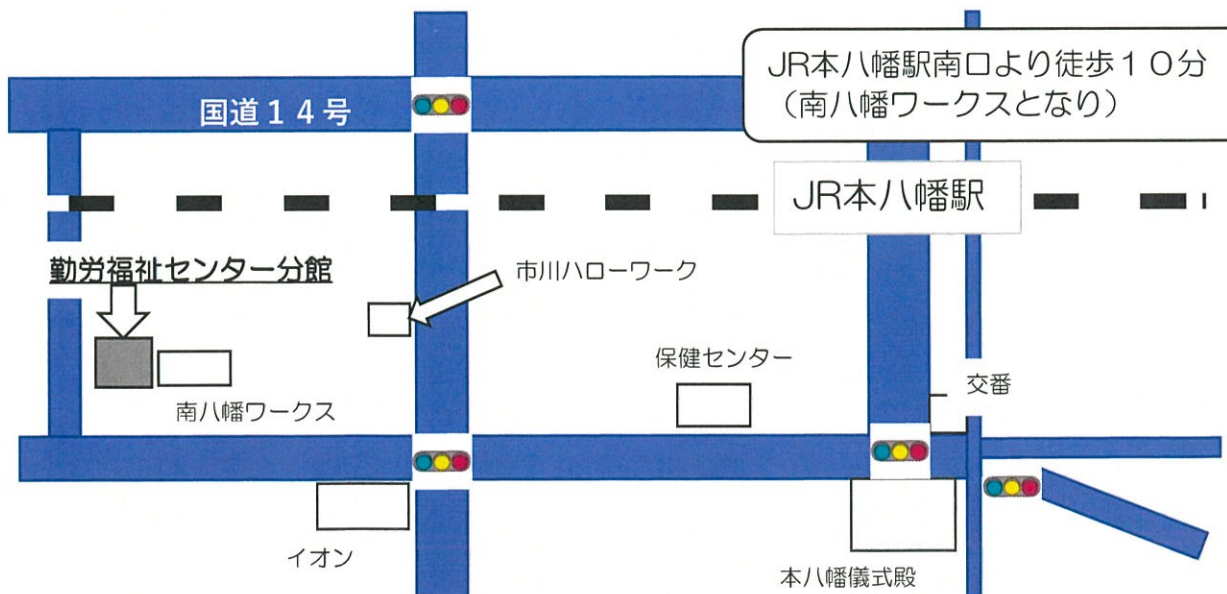 JR本八幡駅南口より徒歩１０分
（南八幡ワークスとなり）
国道１４号
JR本八幡駅
勤労福祉センター分館
市川ハローワーク
保健センター
交番
南八幡ワークス
イオン
本八幡儀式殿